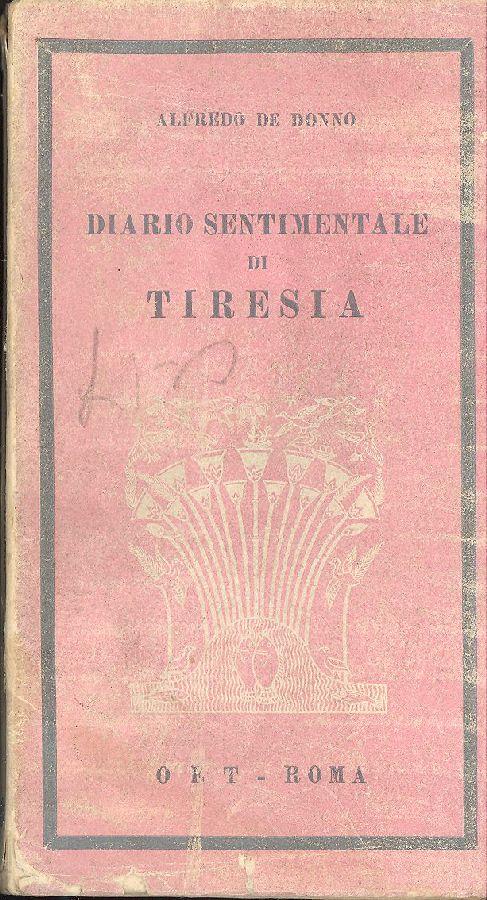 ALFREDO DE DONNO
DIARIO SENTIMENTALE
DI
TIRESIA
O E T - ROMA